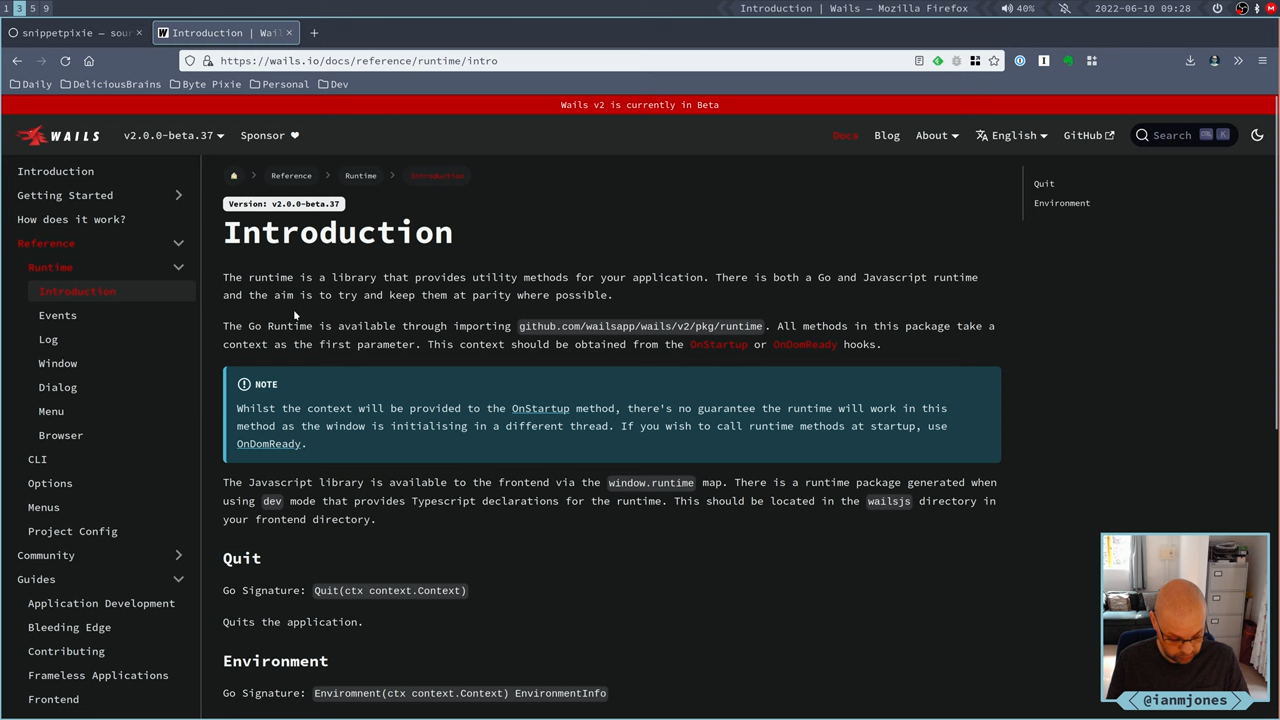 1 3 5 9
Introduction | Wails — Mozilla Firefox
40%
2022-06-10 09:28
snippetpixie — sour
Introduction | Wail
https://wails.io/docs/reference/runtime/intro
Daily DeliciousBrains Byte Pixie Personal Dev
Wails v2 is currently in Beta
WAILS v2.0.0-beta.37 Sponsor Docs Blog About English GitHub Search CTRL K
Introduction
Getting Started
How does it work?
Reference
Runtime
Introduction
Events
Log
Window
Dialog
Menu
Browser
CLI
Options
Menus
Project Config
Community
Guides
Application Development
Bleeding Edge
Contributing
Frameless Applications
Frontend
Reference > Runtime > Introduction
Version: v2.0.0-beta.37
Introduction
The runtime is a library that provides utility methods for your application. There is both a Go and Javascript runtime
and the aim is to try and keep them at parity where possible.
The Go Runtime is available through importing github.com/wailsapp/wails/v2/pkg/runtime. All methods in this package take a
context as the first parameter. This context should be obtained from the OnStartup or OnDomReady hooks.
NOTE
Whilst the context will be provided to the OnStartup method, there's no guarantee the runtime will work in this
method as the window is initialising in a different thread. If you wish to call runtime methods at startup, use
OnDomReady.
The Javascript library is available to the frontend via the window.runtime map. There is a runtime package generated when
using dev mode that provides Typescript declarations for the runtime. This should be located in the wailsjs directory in
your frontend directory.
Quit
Go Signature: Quit(ctx context.Context)
Quits the application.
Environment
Go Signature: Enviromnent(ctx context.Context) EnvironmentInfo
Quit
Environment
@ianmjones